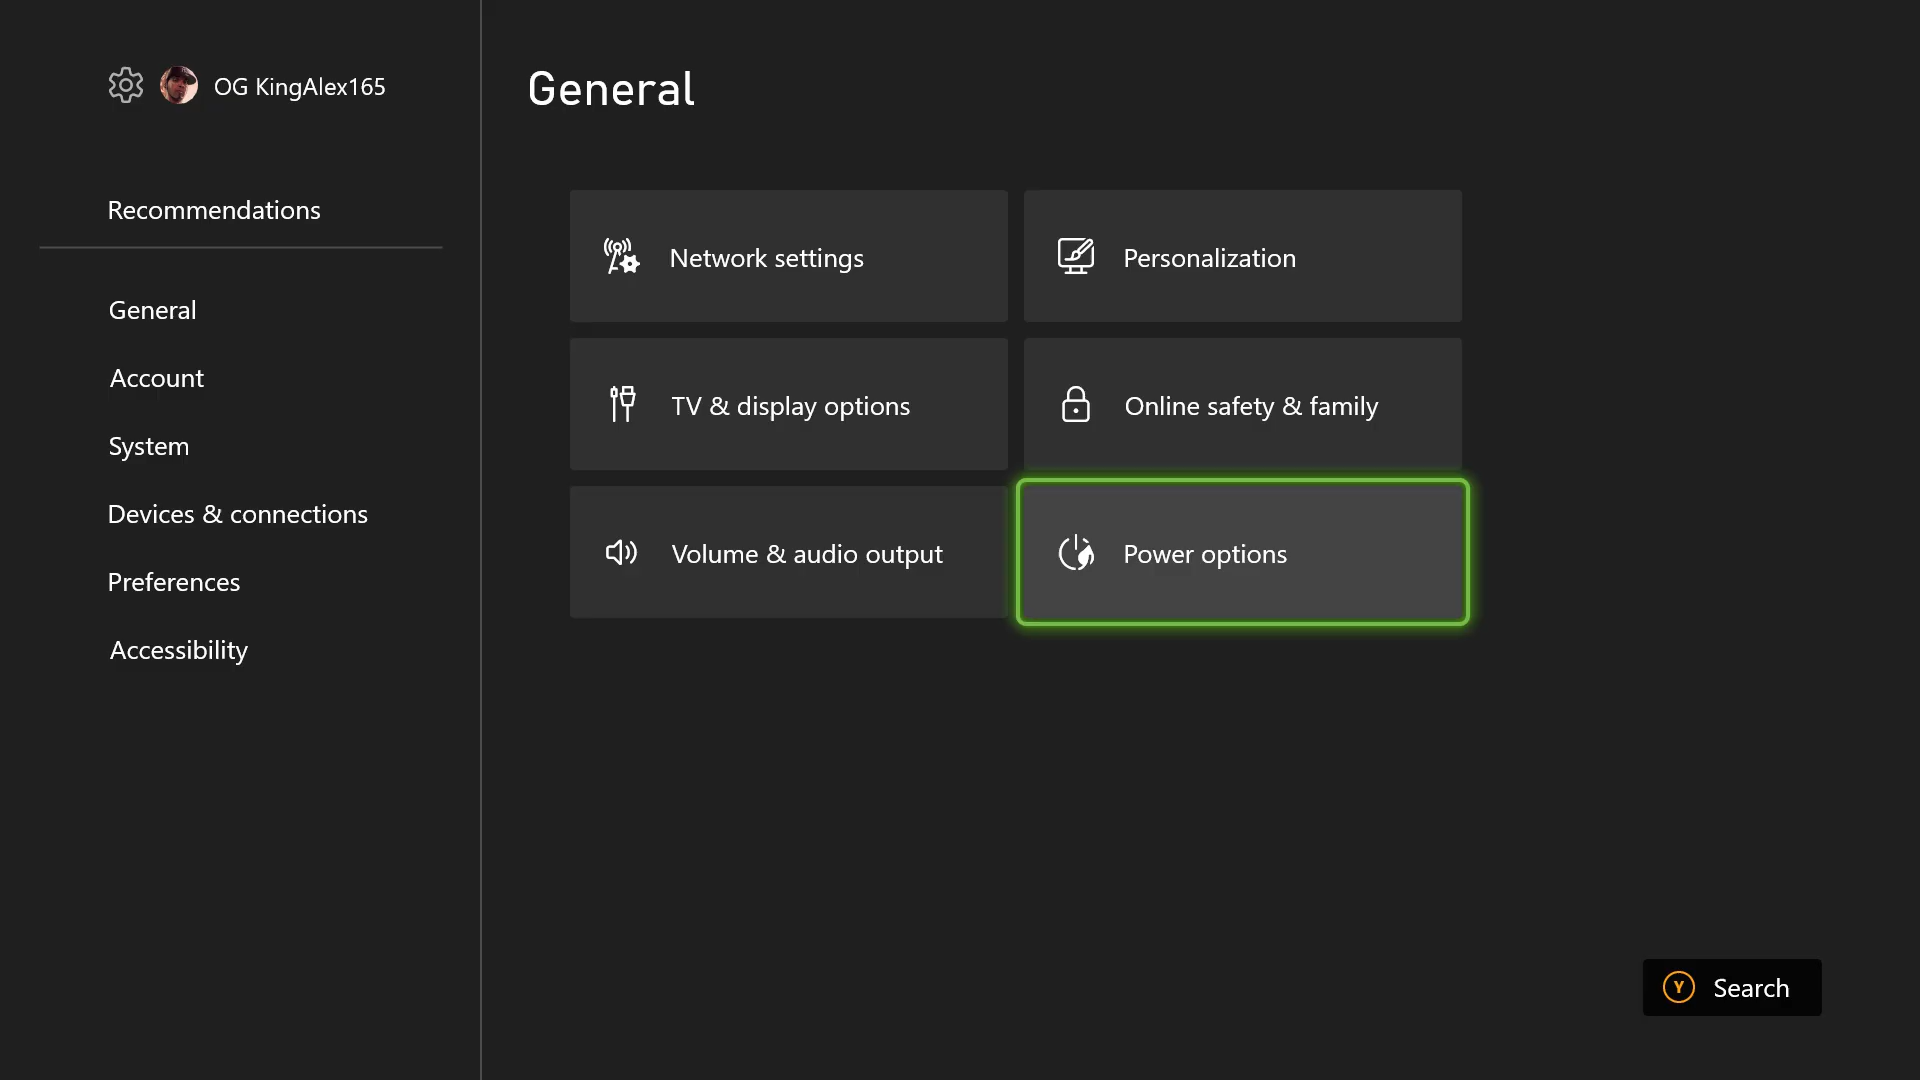 OG KingAlex165
Recommendations
General
Account
System
Devices & connections
Preferences
Accessibility
General
Network settings
Personalization
TV & display options
Online safety & family
Volume & audio output
Power options
Y Search